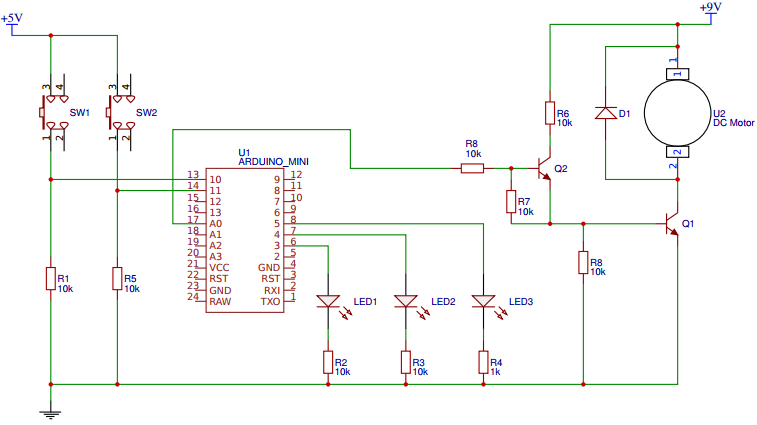 +5V
+9V
3 4
SW1
1 2
3 4
SW2
1 2
R6
10k
D1
1
1
U2
DC Motor
2
2
R8
10k
Q2
R7
10k
Q1
R8
10k
U1
ARDUINO_MINI
13 10 9 12
14 11 8 11
15 12 7 10
16 13 6 9
17 A0 5 8
18 A1 4 7
19 A2 3 6
20 A3 2 5
21 VCC GND 4
22 RST RST 3
23 GND RXI 2
24 RAW TXO 1
R1
10k
R5
10k
LED1
LED2
LED3
R2
10k
R3
10k
R4
1k